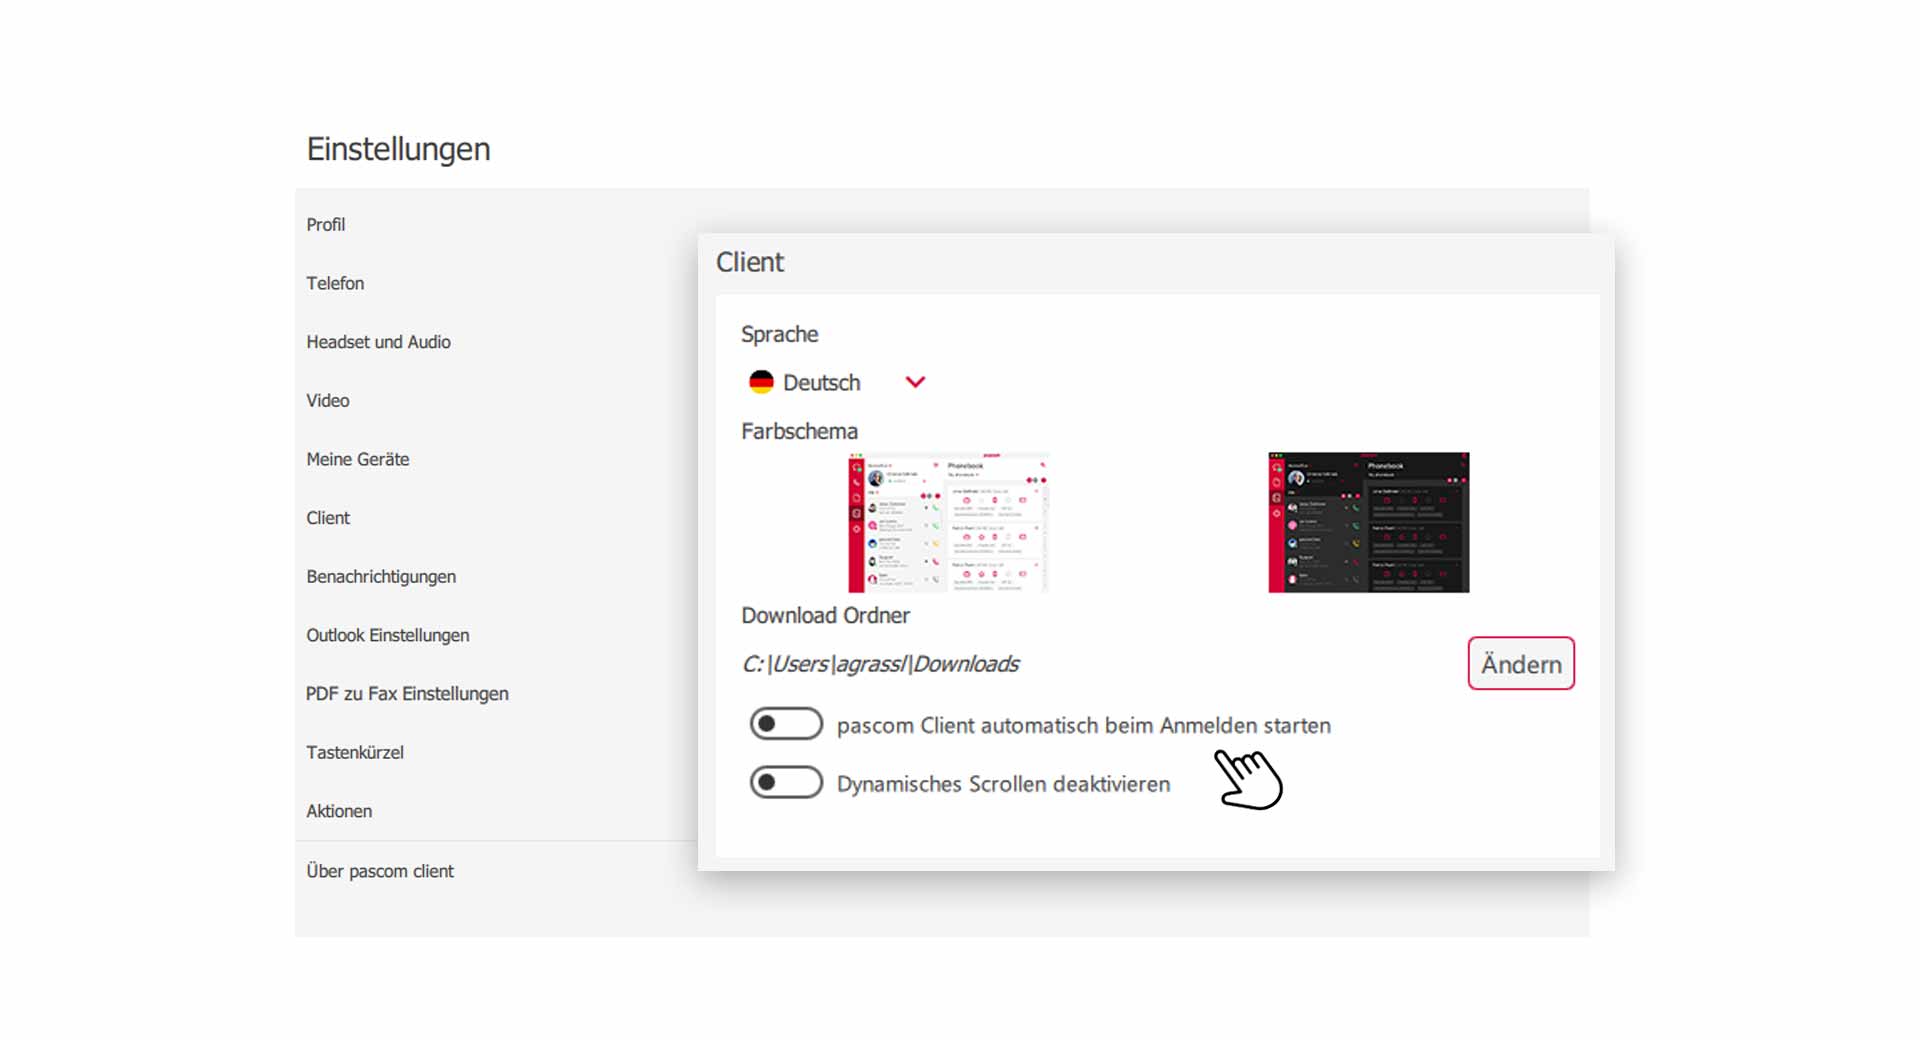 Einstellungen
Profil
Telefon
Headset und Audio
Video
Meine Geräte
Client
Benachrichtigungen
Outlook Einstellungen
PDF zu Fax Einstellungen
Tastenkürzel
Aktionen
Über pascom client
Client
Sprache
Deutsch
Farbschema
Phonebook
Phonebook
Download Ordner
C:|Users|agrassl|Downloads
Ändern
pascom Client automatisch beim Anmelden starten
Dynamisches Scrollen deaktivieren